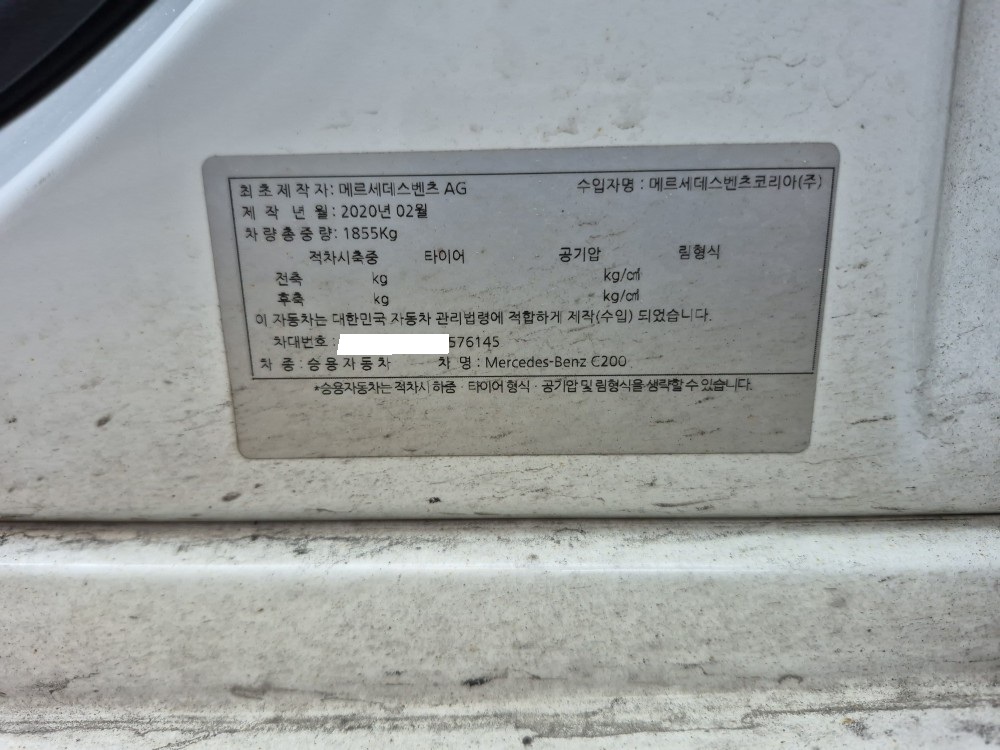 최초제작자: 메르세데스벤츠 AG 수입자명 : 메르세데스벤츠코리아(주)
제 작 년 월 : 2020년 02월
차량총중량: 1855Kg
적차시축중 타이어 공기압 림형식
전축 kg kg/㎠
후축 kg kg/㎠
이 자동차는 대한민국 자동차 관리법령에 적합하게 제작(수입) 되었습니다.
차대번호 : 576145
차 종 : 승용자동차 차 명 : Mercedes-Benz C200
*승용자동차는 적차시 하중 · 타이어 형식 · 공기압 및 림형식을 생략할 수 있습니다.